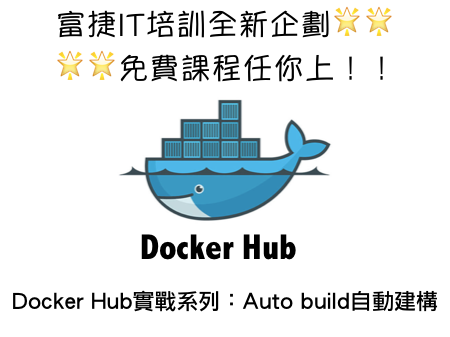 富捷IT培訓全新企劃🌟🌟
🌟🌟免費課程任你上！！
Docker Hub
Docker Hub實戰系列：Auto build自動建構